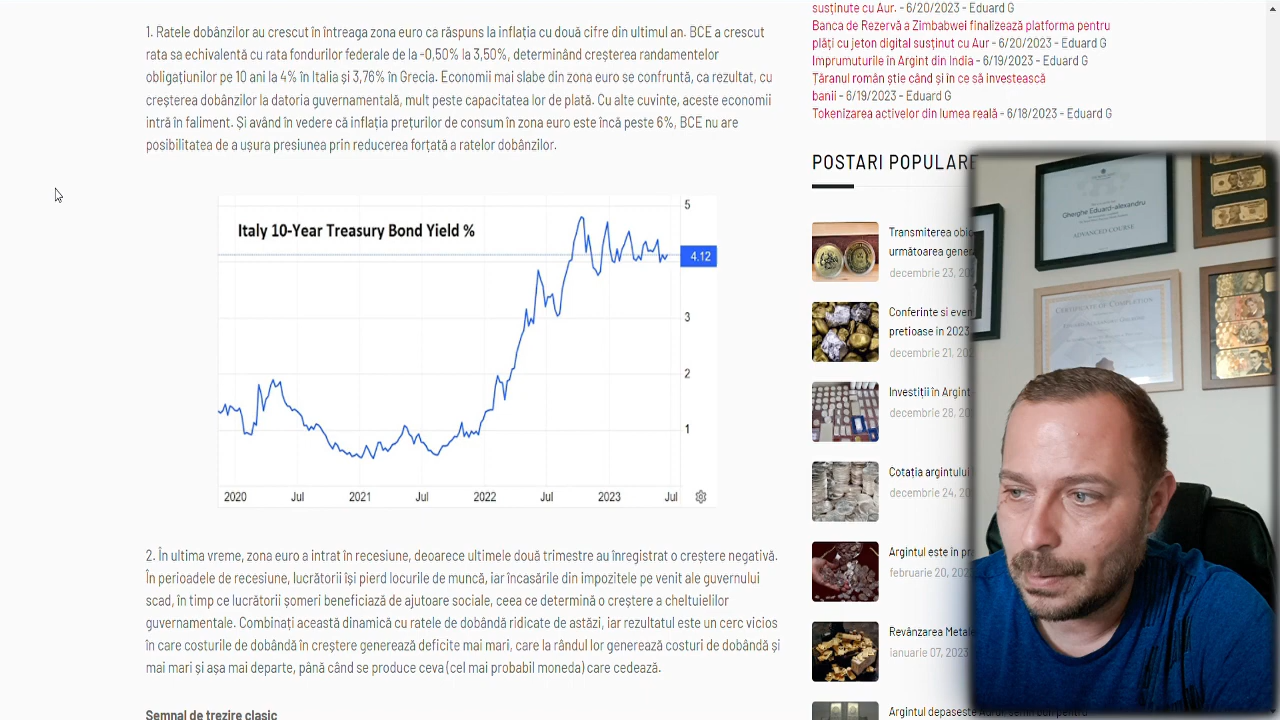 1. Ratele dobânzilor au crescut în întreaga zona euro ca răspuns la inflația cu două cifre din ultimul an. BCE a crescut
rata sa echivalenta cu rata fondurilor federale de la -0,50% la 3,50%, determinând creșterea randamentelor
obligațiunilor pe 10 ani la 4% în Italia și 3,76% în Grecia. Economii mai slabe din zona euro se confruntă, ca rezultat, cu
creșterea dobânzilor la datoria guvernamentală, mult peste capacitatea lor de plată. Cu alte cuvinte, aceste economii
intră în faliment. Și având în vedere că inflația prețurilor de consum în zona euro este încă peste 6%, BCE nu are
posibilitatea de a ușura presiunea prin reducerea forțată a ratelor dobânzilor.
Italy 10-Year Treasury Bond Yield %
5
4.12
3
2
1
2020 Jul 2021 Jul 2022 Jul 2023 Jul
2. În ultima vreme, zona euro a intrat în recesiune, deoarece ultimele două trimestre au înregistrat o creștere negativă.
În perioadele de recesiune, lucrătorii își pierd locurile de muncă, iar încasările din impozitele pe venit ale guvernului
scad, în timp ce lucrătorii șomeri beneficiază de ajutoare sociale, ceea ce determină o creștere a cheltuielilor
guvernamentale. Combinați această dinamică cu ratele de dobândă ridicate de astăzi, iar rezultatul este un cerc vicios
în care costurile de dobândă în creștere generează deficite mai mari, care la rândul lor generează costuri de dobândă și
mai mari și așa mai departe, până când se produce ceva (cel mai probabil moneda) care cedează.
Semnal de trezire clasic
susținute cu Aur. - 6/20/2023 - Eduard G
Banca de Rezervă a Zimbabwei finalizează platforma pentru
plăți cu jeton digital susținut cu Aur - 6/20/2023 - Eduard G
Imprumuturile în Argint din India - 6/19/2023 - Eduard G
Țăranul român știe când și în ce să investească
banii - 6/19/2023 - Eduard G
Tokenizarea activelor din lumea reală - 6/18/2023 - Eduard G
POSTARI POPULARE
Transmiterea
următoarea
decembrie 23,
Conferinte si
pretioase in 2023
decembrie 21,
Investiții în Argint
decembrie 28,
Cotația argintului
decembrie 24,
Argintul este în
februarie 20,
Revânzarea
ianuarie 07, 2023
Argintul depaseste
pentru
Gherghe Eduard-alexandru
ADVANCED COURSE
CERTIFICATE OF COMPLETION